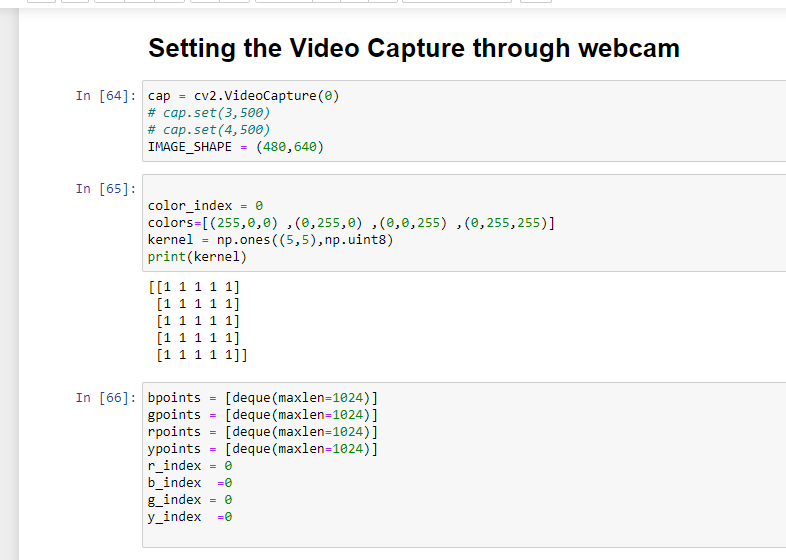 Setting the Video Capture through webcam
In [64]: cap = cv2.VideoCapture(0)
# cap.set(3,500)
# cap.set(4,500)
IMAGE_SHAPE = (480,640)
In [65]:
color_index = 0
colors=[(255,0,0) ,(0,255,0) ,(0,0,255) ,(0,255,255)]
kernel = np.ones((5,5),np.uint8)
print(kernel)
[[1 1 1 1 1]
 [1 1 1 1 1]
 [1 1 1 1 1]
 [1 1 1 1 1]
 [1 1 1 1 1]]
In [66]: bpoints = [deque(maxlen=1024)]
gpoints = [deque(maxlen=1024)]
rpoints = [deque(maxlen=1024)]
ypoints = [deque(maxlen=1024)]
r_index = 0
b_index  =0
g_index = 0
y_index  =0